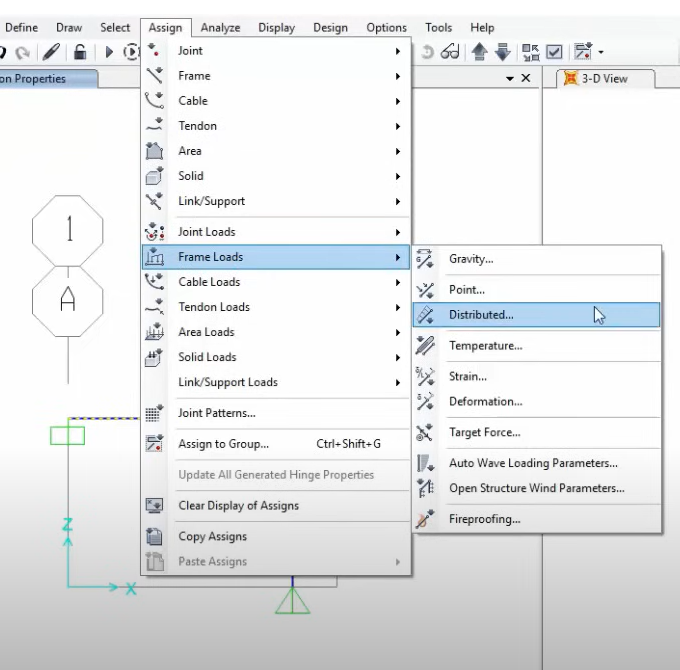 Define Draw Select Assign Analyze Display Design Options Tools Help
on Properties
3-D View
Joint
Frame
Cable
Tendon
Area
Solid
Link/Support
Joint Loads
Frame Loads
Cable Loads
Tendon Loads
Area Loads
Solid Loads
Link/Support Loads
Joint Patterns...
Assign to Group... Ctrl+Shift+G
Update All Generated Hinge Properties
Clear Display of Assigns
Copy Assigns
Paste Assigns
Gravity...
Point...
Distributed...
Temperature...
Strain...
Deformation...
Target Force...
Auto Wave Loading Parameters...
Open Structure Wind Parameters...
Fireproofing...
1
A
Z
X